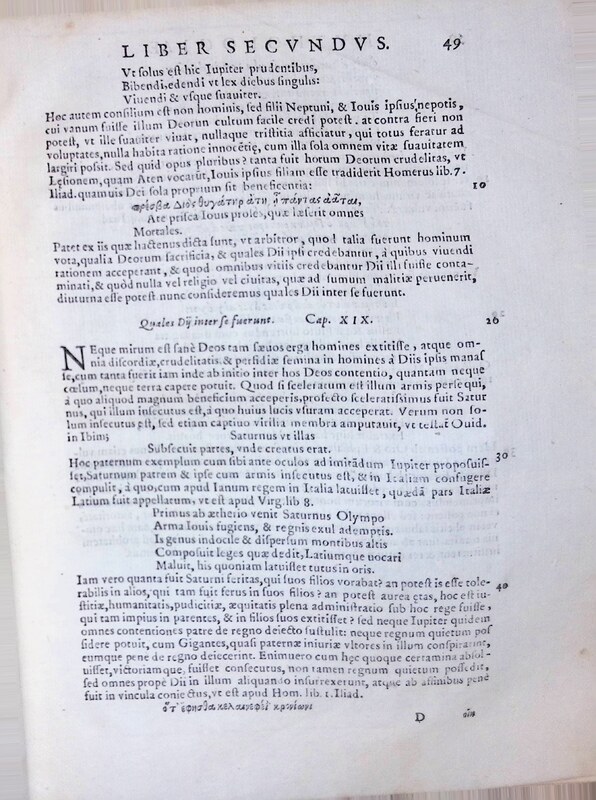 LIBER SECVNDVS. 49
Vt solus est hic Iupiter prudentibus,
Bibendi, edendi vt lex diebus singulis:
Viuendi & vsque suauiter.
Hoc autem consilium est non hominis, sed filii Neptuni, & Iouis ipsius nepotis,
cui vanum fuisse illum Deorun cultum facile credi potest. at contra fieri non
potest, vt ille suauiter viuat, nullaque tristitia afficiatur, qui totus feratur ad
voluptates, nulla habita ratione innocētię, cum illa sola omnem vitæ suauitatem
largiri possit. Sed quid opus pluribus? tanta fuit horum Deorum crudelitas, vt
Lęsionem, quam Aten vocarūt, Iouis ipsius filiam esse tradiderit Homerus lib. 7.
Iliad. quamuis Dei sola proprium sit beneficentia: 10
πρέσβα Διὸς θυγάτηρ ἄτη ἣ πάντας ἀᾶται,
Ate prisca Iouis proles, quæ læserit omnes
Mortales.
Patet ex iis quæ hactenus dicta sunt, vt arbitror, quod talia fuerunt hominum
vota, qualia Deorum sacrificia, & quales Dii ipsi credebantur, à quibus viuendi
rationem acceperant, & quod omnibus vitiis credebantur Dii illi fuisse conta-
minati, & quòd nulla vel religio vel ciuitas, quæ ad sumum malitiæ peruenerit,
diuturna esse potest nunc consideremus quales Dii inter se fuerunt.
Quales Dij inter se fuerunt. Cap. XIX. 20
NEque mirum est sanè Deos tam sæuos erga homines extitisse, atque om-
nia discordiæ, crudelitatis, & perfidiæ semina in homines à Diis ipsis manas
se, cum tanta fuerit iam inde ab initio inter hos Deos contentio, quantam neque
cœlum, neque terra capere potuit. Quod si sceleratum est illum armis persequi,
à quo aliquod magnum beneficium acceperis, profecto sceleratissimus fuit Satur
nus, qui illum insecutus est, à quo huius lucis vsuram acceperat. Verum non so-
lum insecutus est, sed etiam captiuo virilia membra amputauit, vt testat Ouid.
in Ibim; Saturnus vt illas
Subsecuit partes, vnde creatus erat.
Hoc paternum exemplum cum sibi ante oculos ad imitādum Iupiter proposuis- 30
set, Saturnum patrem & ipse cum armis insecutus est, & in Italiam confugere
compulit, à quo, cum apud Ianum regem in Italia latuisset, quædā pars Italiæ
Latium fuit appellatum, vt est apud Virg. lib 8.
Primus ab ætherio venit Saturnus Olympo
Arma Iouis fugiens, & regnis exul ademptis.
Is genus indocile & dispersum montibus altis
Composuit leges quæ dedit, Latiumque uocari
Maluit, his quoniam latuisset tutus in oris.
Iam vero quanta fuit Saturni feritas, qui suos filios vorabat? an potest is esse tole-
rabilis in alios, qui tam fuit ferus in suos filios? an potest aurea ętas, hoc est iu- 40
stitiæ, humanitatis, pudicitiæ, æquitatis plena administratio sub hoc rege fuisse,
qui tam impius in parentes, & in filios suos extitisset? sed neque Iupiter quidem
omnes contentiones patre de regno deiecto sustulit: neque regnum quietum pos
sidere potuit, cum Gigantes, quasi paternæ iniuriæ vltores in illum conspirarint,
eumque pene de regno deiecerint. Enimuero cum hęc quoque certamina absol-
uisset, victoriamque, fuisset consecutus, non tamen regnum quietum possedit,
sed omnes propè Dii in illum aliquando insurrexerunt, atque ab affinibus penè
fuit in vincula coniectus, vt est apud Hom. lib. 1. Iliad.
ὅτ' ἔφησθα κελαινεφέϊ κρονίωνι
D